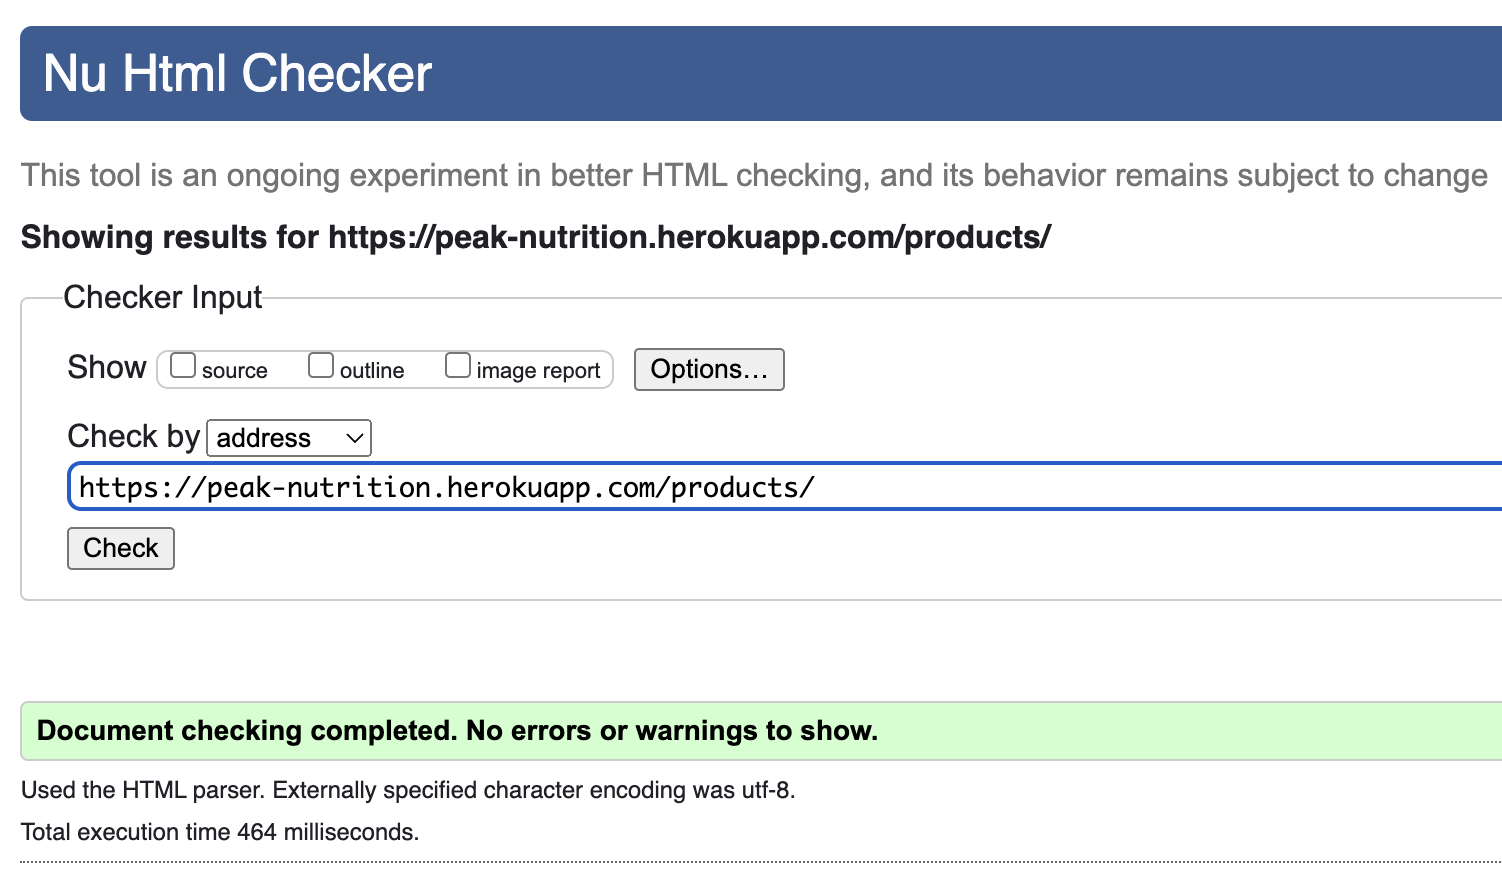 Nu Html Checker
This tool is an ongoing experiment in better HTML checking, and its behavior remains subject to change
Showing results for https://peak-nutrition.herokuapp.com/products/
Checker Input
Show source outline image report Options…
Check by address
https://peak-nutrition.herokuapp.com/products/
Check
Document checking completed. No errors or warnings to show.
Used the HTML parser. Externally specified character encoding was utf-8.
Total execution time 464 milliseconds.